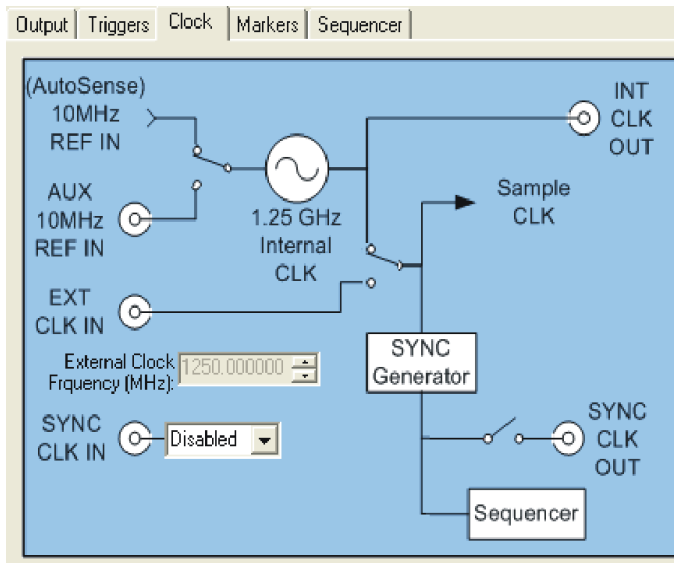 Output Triggers Clock Markers Sequencer
(AutoSense)
10MHz
REF IN
INT
CLK
OUT
AUX
10MHz
REF IN
1.25 GHz
Internal
CLK
Sample
CLK
EXT
CLK IN
External Clock
Frquency (MHz):
1250.000000
SYNC
Generator
SYNC
CLK IN
Disabled
SYNC
CLK
OUT
Sequencer